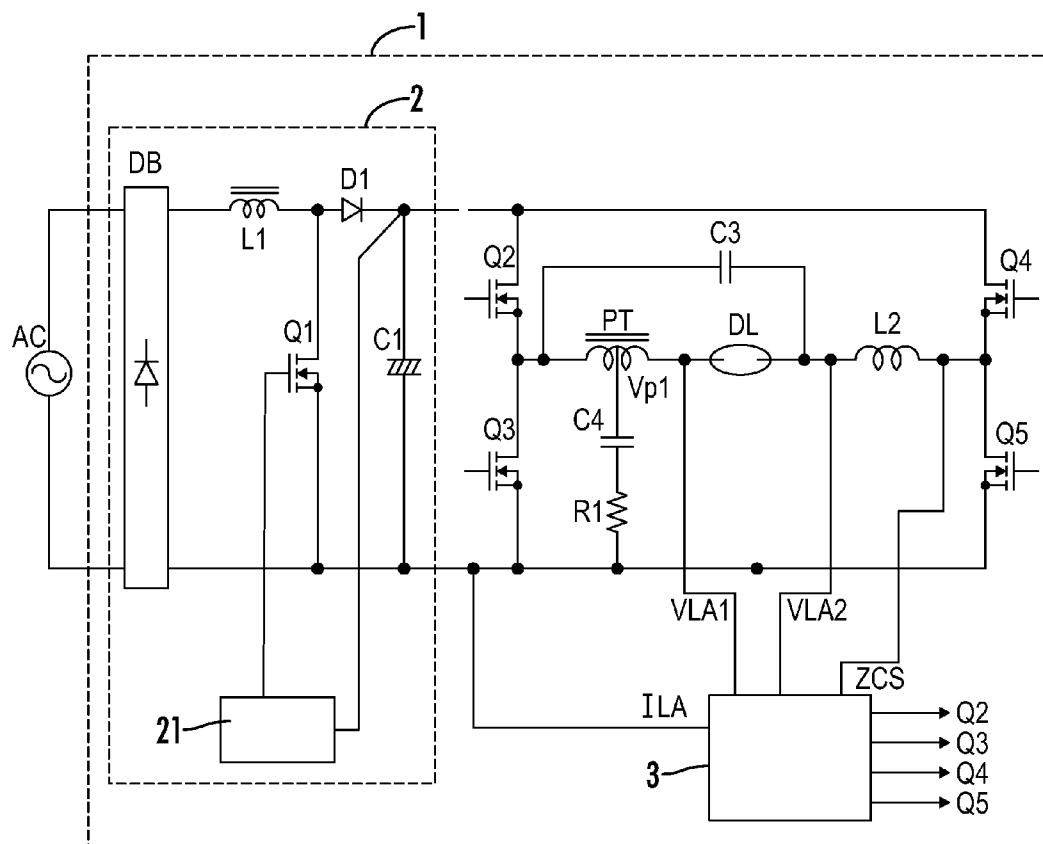 1
2
DB
D1
L1
C3
Q2
Q4
AC
Q1
C1
PT
DL
L2
Vp1
Q3
C4
Q5
R1
VLA1
VLA2
ZCS
21
ILA
3
Q2
Q3
Q4
Q5